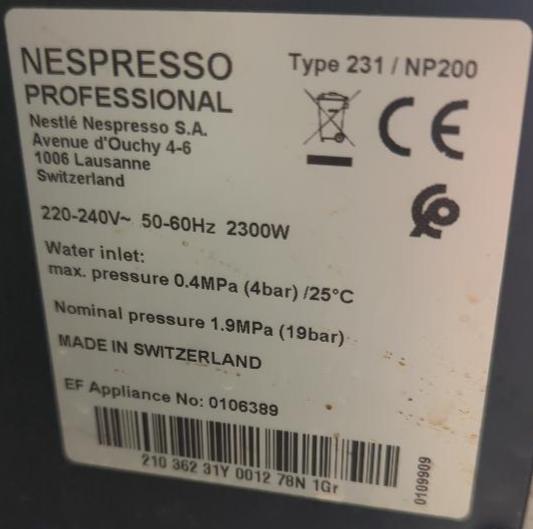 NESPRESSO
PROFESSIONAL
Nestlé Nespresso S.A.
Avenue d'Ouchy 4-6
1006 Lausanne
Switzerland
Type 231 / NP200
CE
220-240V~ 50-60Hz 2300W
Water inlet:
max. pressure 0.4MPa (4bar) /25°C
Nominal pressure 1.9MPa (19bar)
MADE IN SWITZERLAND
EF Appliance No: 0106389
210 362 31Y 0012 78N 1Gr
0109909